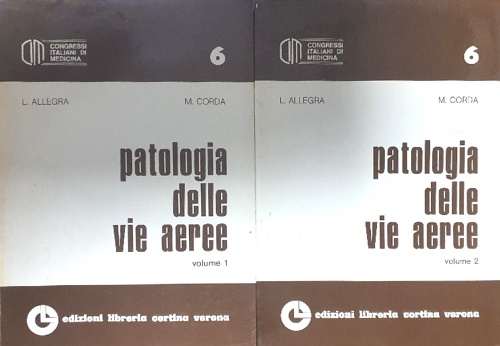 CONGRESSI
ITALIANI DI
MEDICINA
6
L. ALLEGRA M. CORDA
patologia
delle
vie aeree
volume 1
edizioni libreria cortina verona
CONGRESSI
ITALIANI DI
MEDICINA
6
L. ALLEGRA M. CORDA
patologia
delle
vie aeree
volume 2
edizioni libreria cortina verona